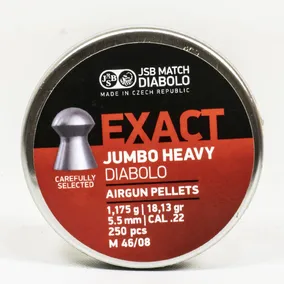 JSB MATCH
DIABOLO
MADE IN CZECH REPUBLIC
EXACT
JUMBO HEAVY
DIABOLO
CAREFULLY
SELECTED
AIRGUN PELLETS
1,175 g | 18,13 gr
5.5 mm | CAL .22
250 pcs
M 46/08